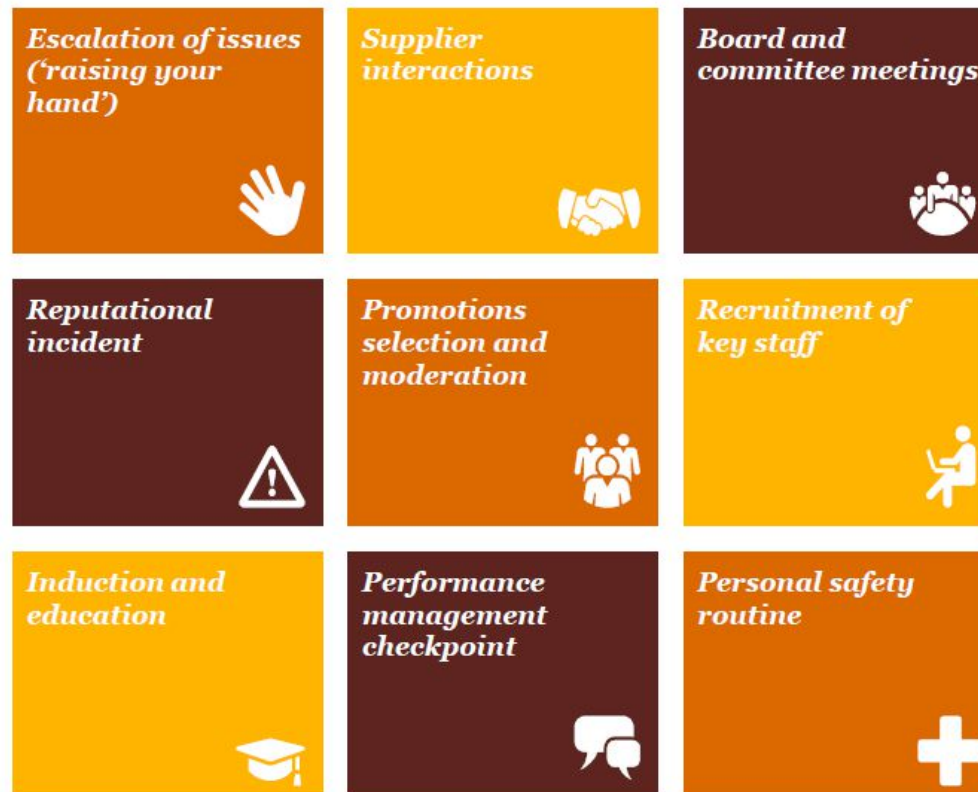 Escalation of issues
(‘raising your
hand’)
Supplier
interactions
Board and
committee meetings
Reputational
incident
Promotions
selection and
moderation
Recruitment of
key staff
Induction and
education
Performance
management
checkpoint
Personal safety
routine